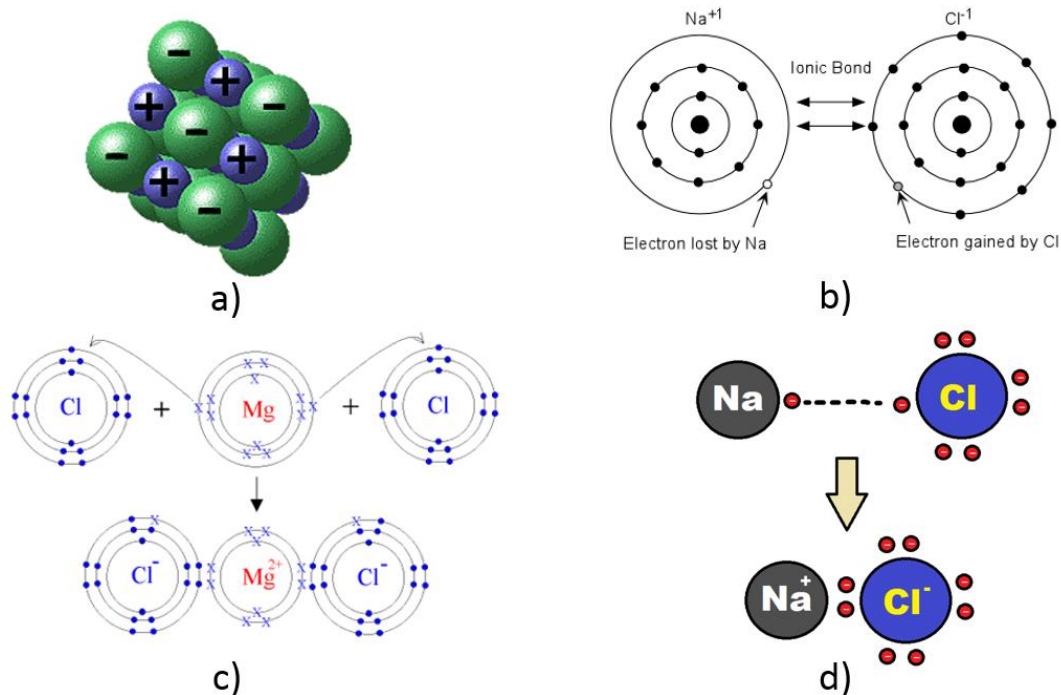 − + − + − − + + − −
a)
Na+1 Cl-1
Ionic Bond
Electron lost by Na Electron gained by Cl
b)
Cl + Mg + Cl
Cl⁻ Mg²⁺ Cl⁻
c)
Na Cl
Na⁺ Cl⁻
d)